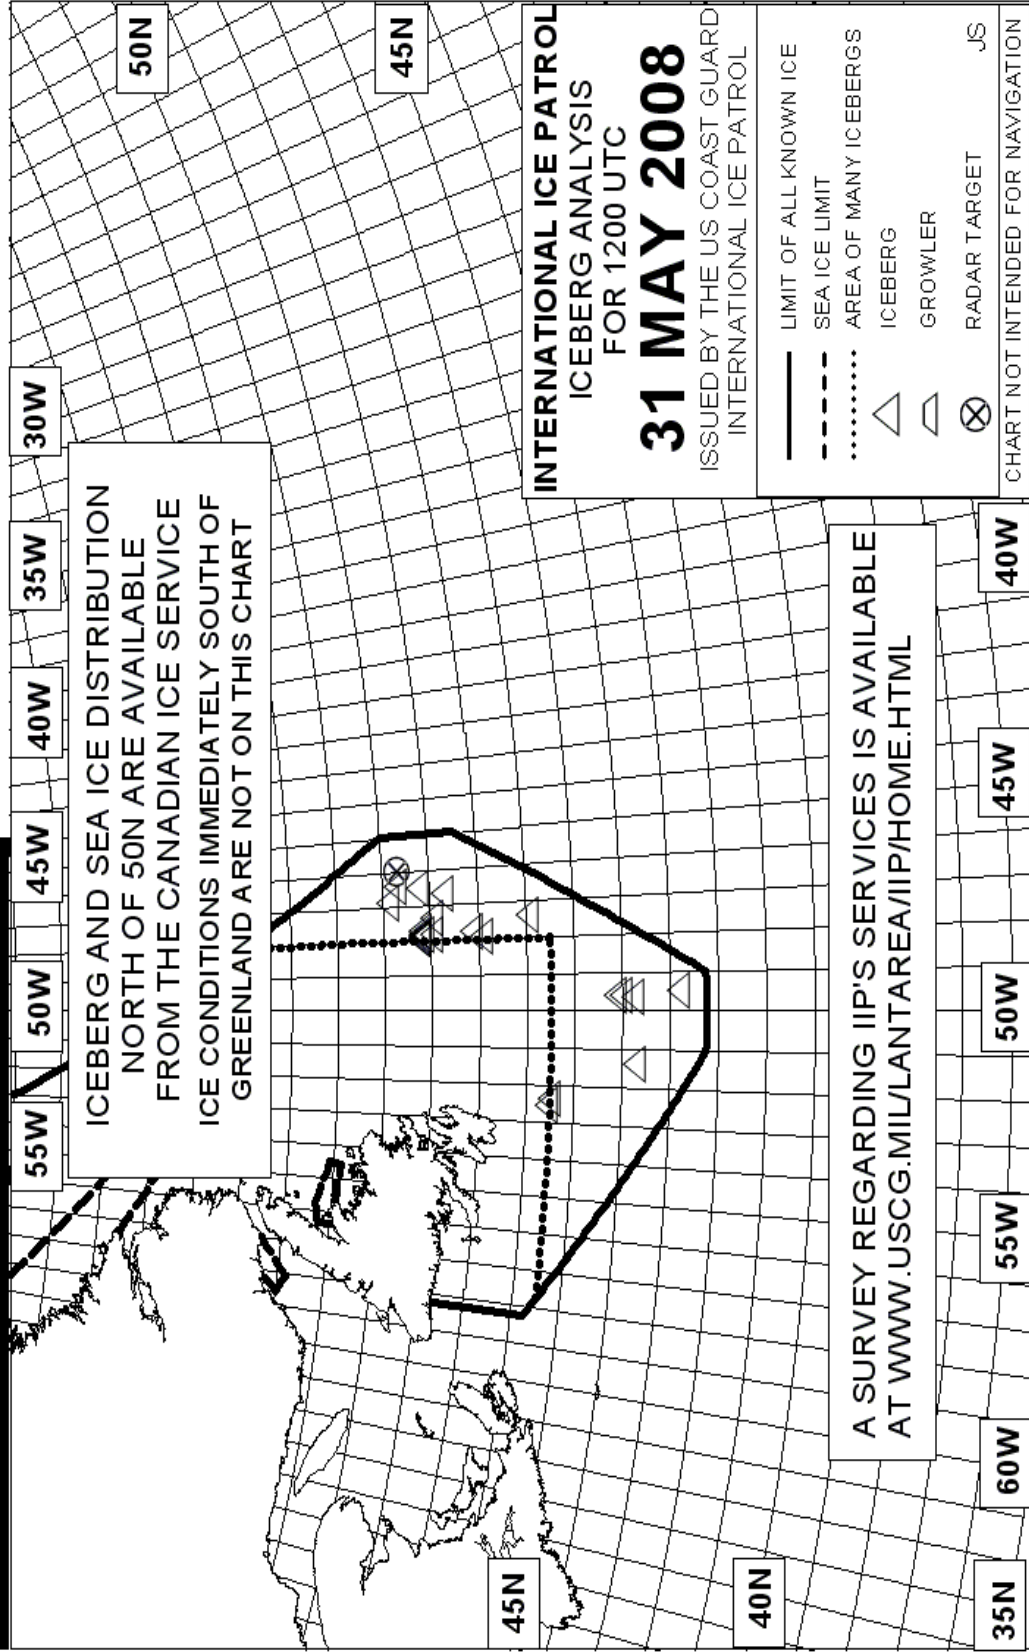 50N
45N
30W
35W
40W
45W
50W
55W
ICEBERG AND SEA ICE DISTRIBUTION
NORTH OF 50N ARE AVAILABLE
FROM THE CANADIAN ICE SERVICE
ICE CONDITIONS IMMEDIATELY SOUTH OF
GREENLAND ARE NOT ON THIS CHART
INTERNATIONAL ICE PATROL
ICEBERG ANALYSIS
FOR 1200 UTC
31 MAY 2008
ISSUED BY THE US COAST GUARD
INTERNATIONAL ICE PATROL
LIMIT OF ALL KNOWN ICE
SEA ICE LIMIT
AREA OF MANY ICEBERGS
ICEBERG
GROWLER
RADAR TARGET JS
CHART NOT INTENDED FOR NAVIGATION
A SURVEY REGARDING IIP'S SERVICES IS AVAILABLE
AT WWW.USCG.MIL/LANTAREA/IIP/HOME.HTML
45N
40N
35N
60W
55W
50W
45W
40W